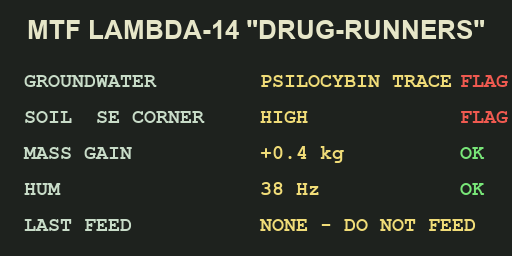 MTF LAMBDA-14 "DRUG-RUNNERS"
GROUNDWATER PSILOCYBIN TRACE FLAG
SOIL SE CORNER HIGH FLAG
MASS GAIN +0.4 kg OK
HUM 38 Hz OK
LAST FEED NONE - DO NOT FEED